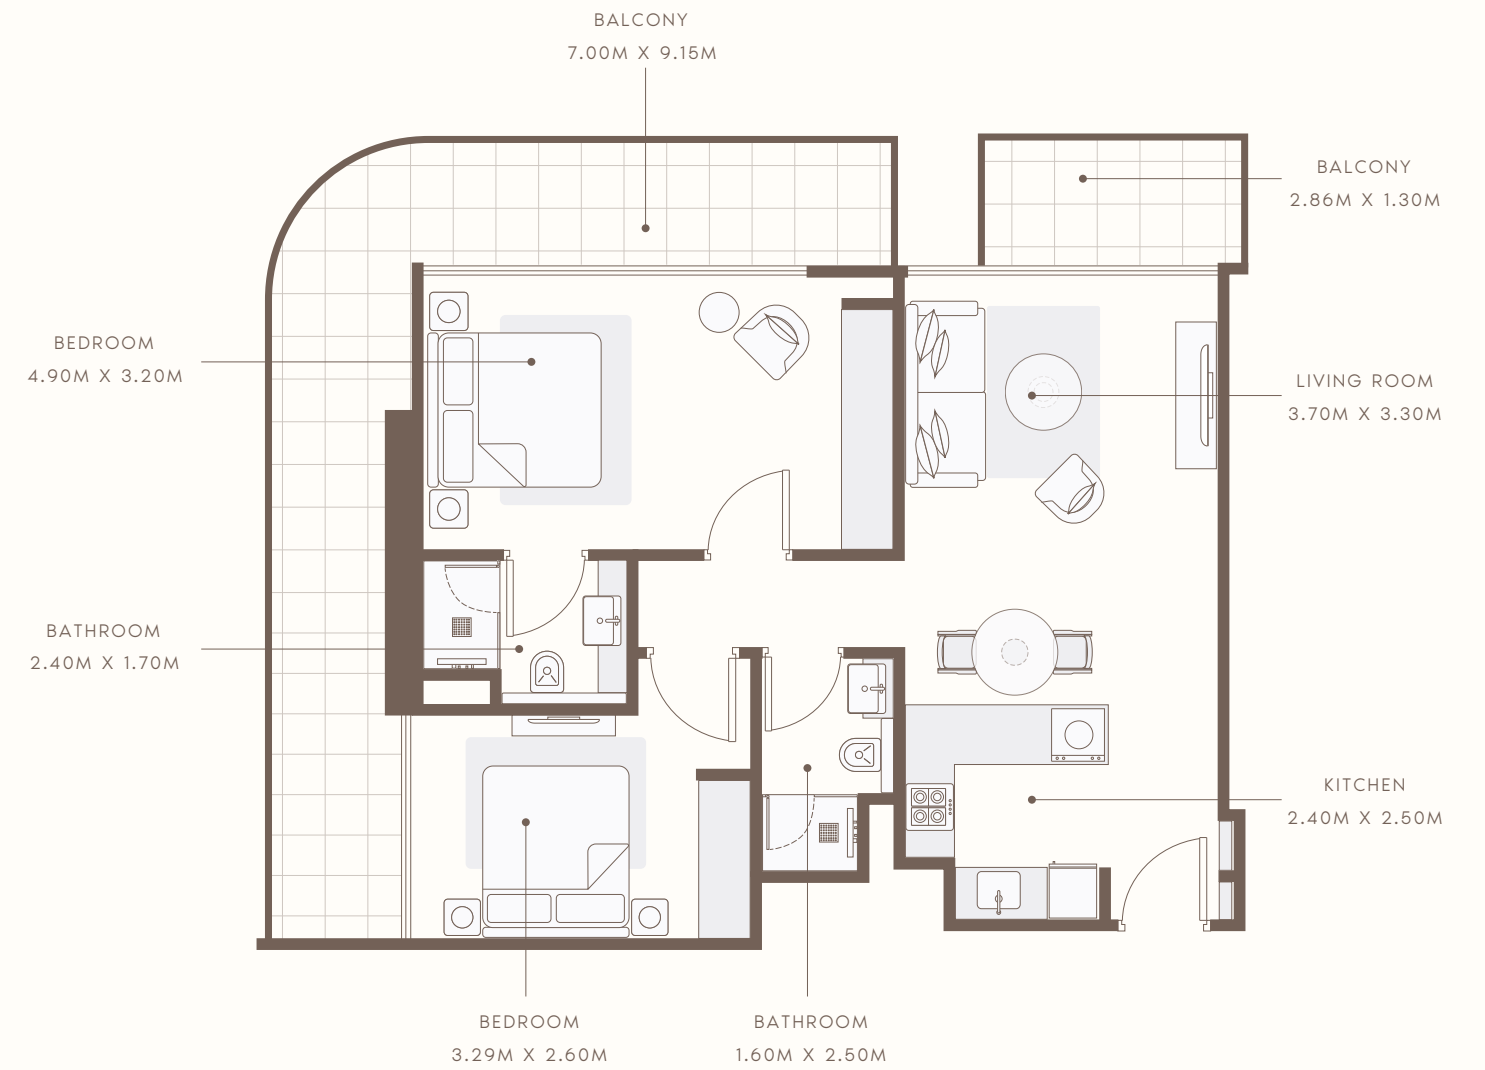 BALCONY
7.00M X 9.15M
BALCONY
2.86M X 1.30M
BEDROOM
4.90M X 3.20M
LIVING ROOM
3.70M X 3.30M
BATHROOM
2.40M X 1.70M
KITCHEN
2.40M X 2.50M
BEDROOM
3.29M X 2.60M
BATHROOM
1.60M X 2.50M